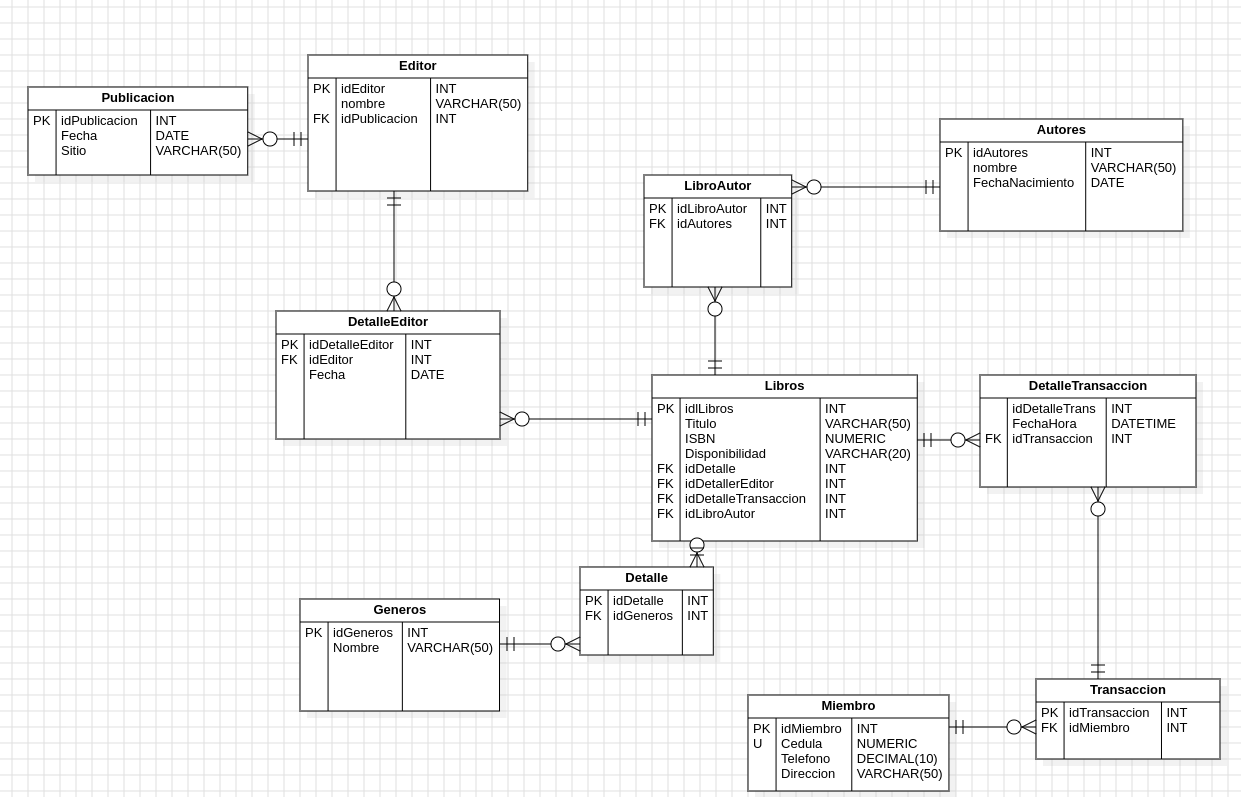 Publicacion
PK idPublicacion INT
Fecha DATE
Sitio VARCHAR(50)
Editor
PK idEditor INT
nombre VARCHAR(50)
FK idPublicacion INT
Autores
PK idAutores INT
nombre VARCHAR(50)
FechaNacimiento DATE
LibroAutor
PK idLibroAutor INT
FK idAutores INT
DetalleEditor
PK idDetalleEditor INT
FK idEditor INT
Fecha DATE
Libros
PK idlLibros INT
Titulo VARCHAR(50)
ISBN NUMERIC
Disponibilidad VARCHAR(20)
FK idDetalle INT
FK idDetallerEditor INT
FK idDetalleTransaccion INT
FK idLibroAutor INT
DetalleTransaccion
idDetalleTrans INT
FechaHora DATETIME
FK idTransaccion INT
Detalle
PK idDetalle INT
FK idGeneros INT
Generos
PK idGeneros INT
Nombre VARCHAR(50)
Miembro
PK idMiembro INT
U Cedula NUMERIC
Telefono DECIMAL(10)
Direccion VARCHAR(50)
Transaccion
PK idTransaccion INT
FK idMiembro INT